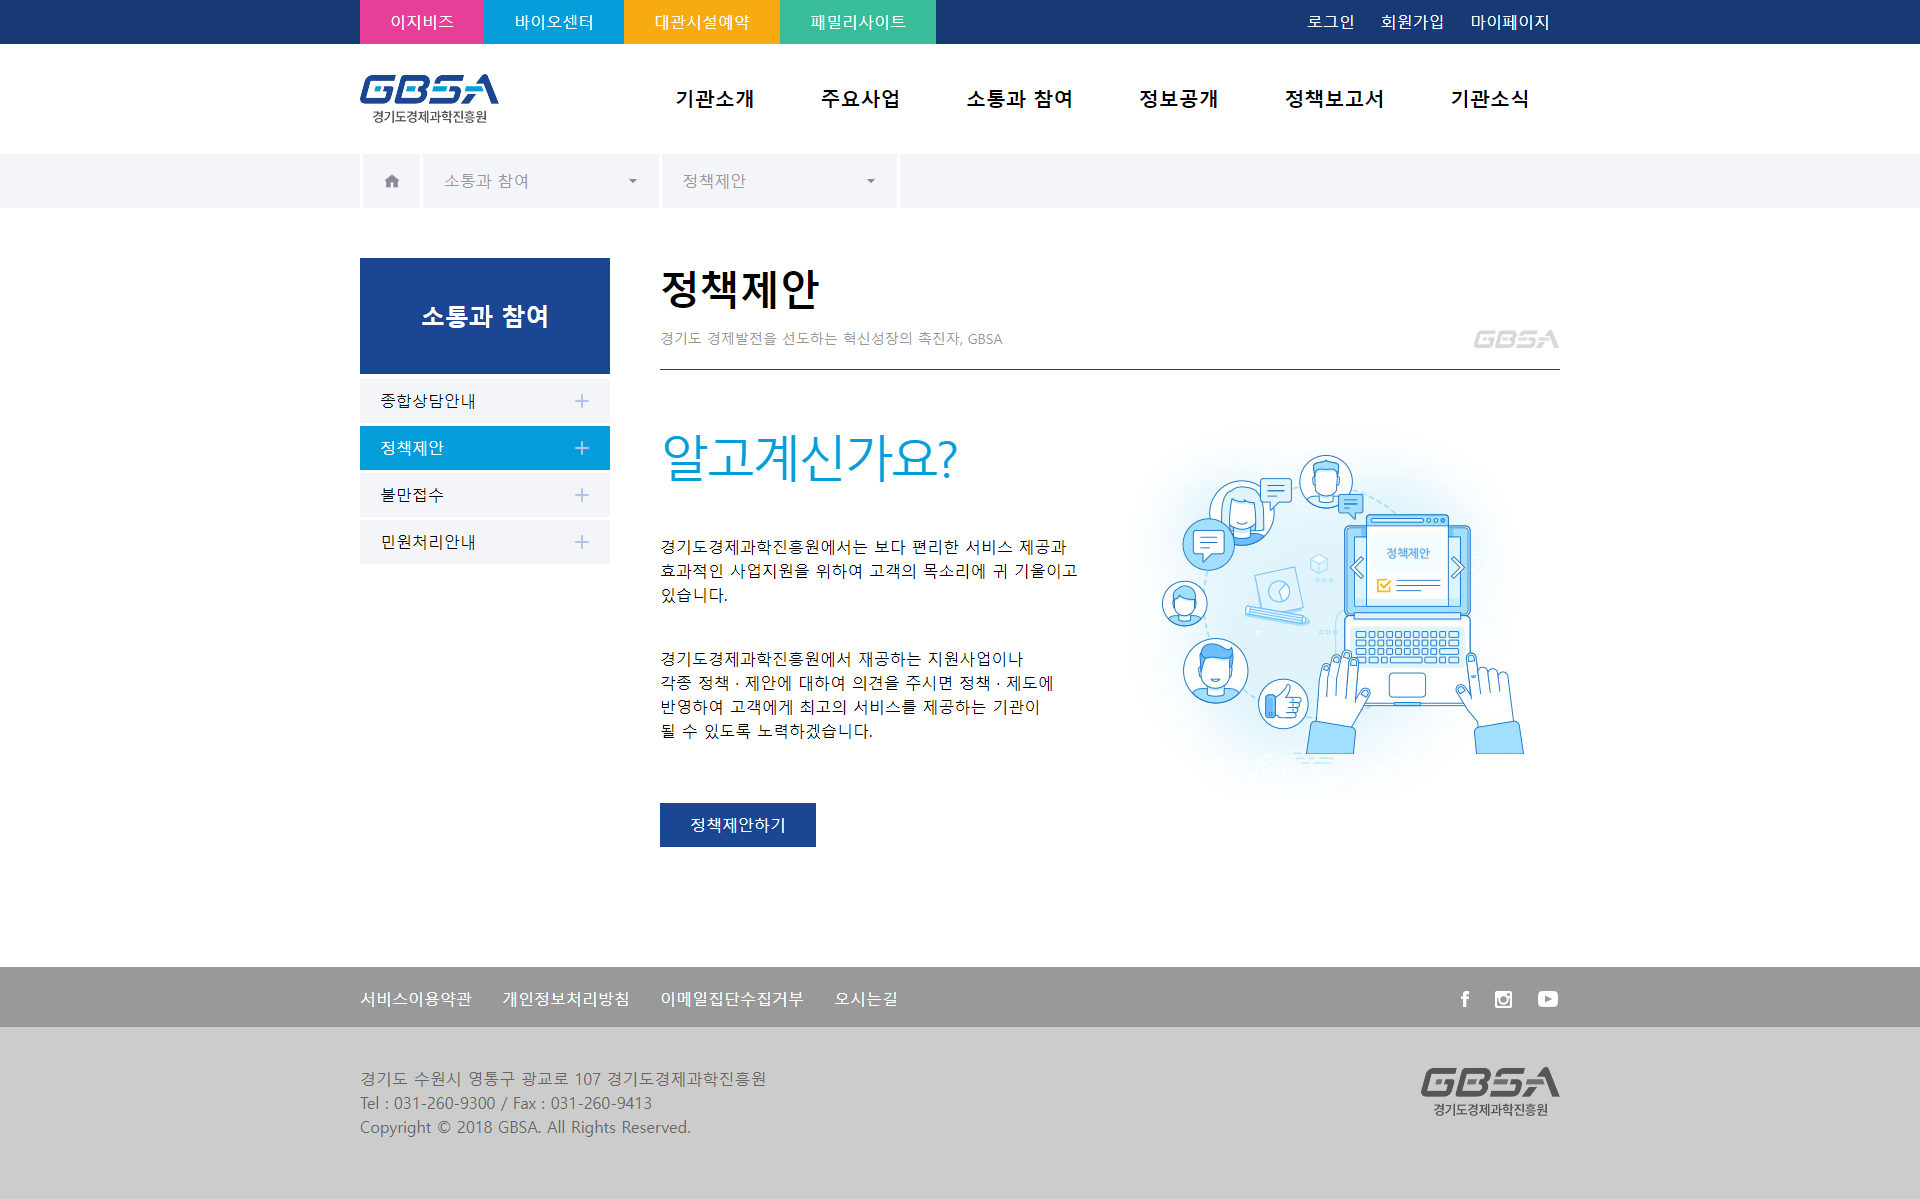 이지비즈
바이오센터
대관시설예약
패밀리사이트
로그인
회원가입
마이페이지
GBSA
경기도경제과학진흥원
기관소개
주요사업
소통과 참여
정보공개
정책보고서
기관소식
소통과 참여
정책제안
소통과 참여
종합상담안내
정책제안
불만접수
민원처리안내
정책제안
경기도 경제발전을 선도하는 혁신성장의 촉진자, GBSA
GBSA
알고계신가요?
경기도경제과학진흥원에서는 보다 편리한 서비스 제공과
효과적인 사업지원을 위하여 고객의 목소리에 귀 기울이고
있습니다.
경기도경제과학진흥원에서 재공하는 지원사업이나
각종 정책 · 제안에 대하여 의견을 주시면 정책 · 제도에
반영하여 고객에게 최고의 서비스를 제공하는 기관이
될 수 있도록 노력하겠습니다.
정책제안
정책제안하기
서비스이용약관
개인정보처리방침
이메일집단수집거부
오시는길
경기도 수원시 영통구 광교로 107 경기도경제과학진흥원
Tel : 031-260-9300 / Fax : 031-260-9413
Copyright © 2018 GBSA. All Rights Reserved.
GBSA
경기도경제과학진흥원